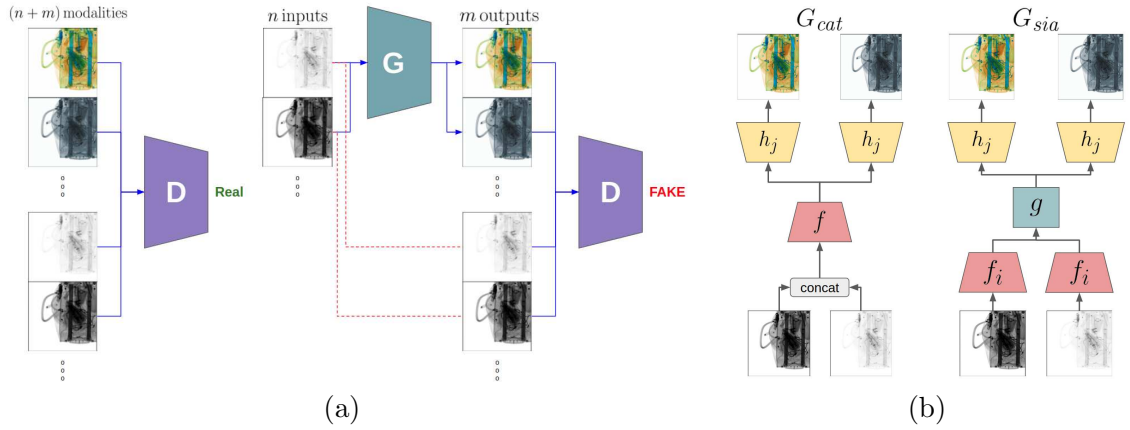 (n + m) modalities
n inputs
m outputs
G
D
Real
D
FAKE
(a)
G_cat
G_sia
h_j
h_j
h_j
h_j
f
g
concat
f_i
f_i
(b)